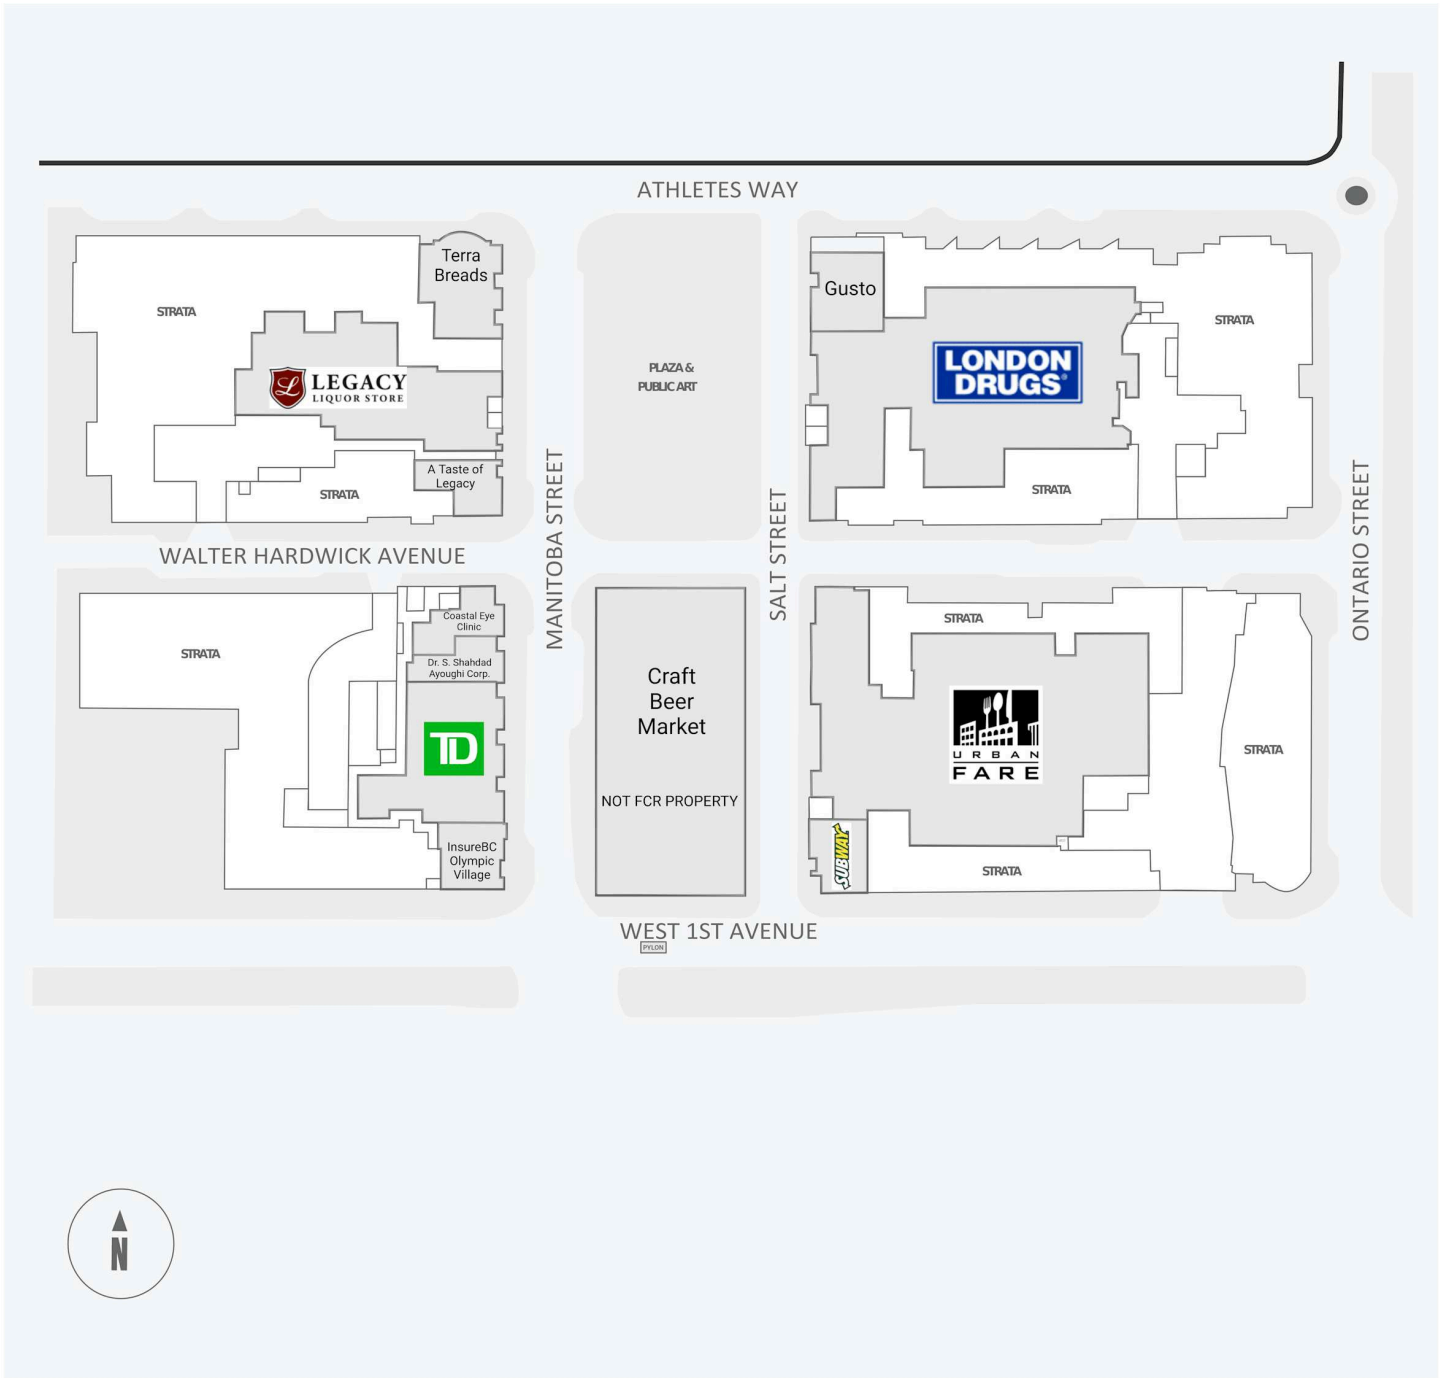 ATHLETES WAY
Terra
Breads
STRATA
LEGACY
LIQUOR STORE
L
A Taste of
Legacy
STRATA
PLAZA &
PUBLIC ART
Gusto
LONDON
DRUGS®
STRATA
STRATA
WALTER HARDWICK AVENUE
MANITOBA STREET
SALT STREET
ONTARIO STREET
STRATA
Coastal Eye
Clinic
Dr. S. Shahdad
Ayoughi Corp.
TD
InsureBC
Olympic
Village
Craft
Beer
Market
NOT FCR PROPERTY
STRATA
URBAN
FARE
SUBWAY
STRATA
STRATA
WEST 1ST AVENUE
PYLON
N